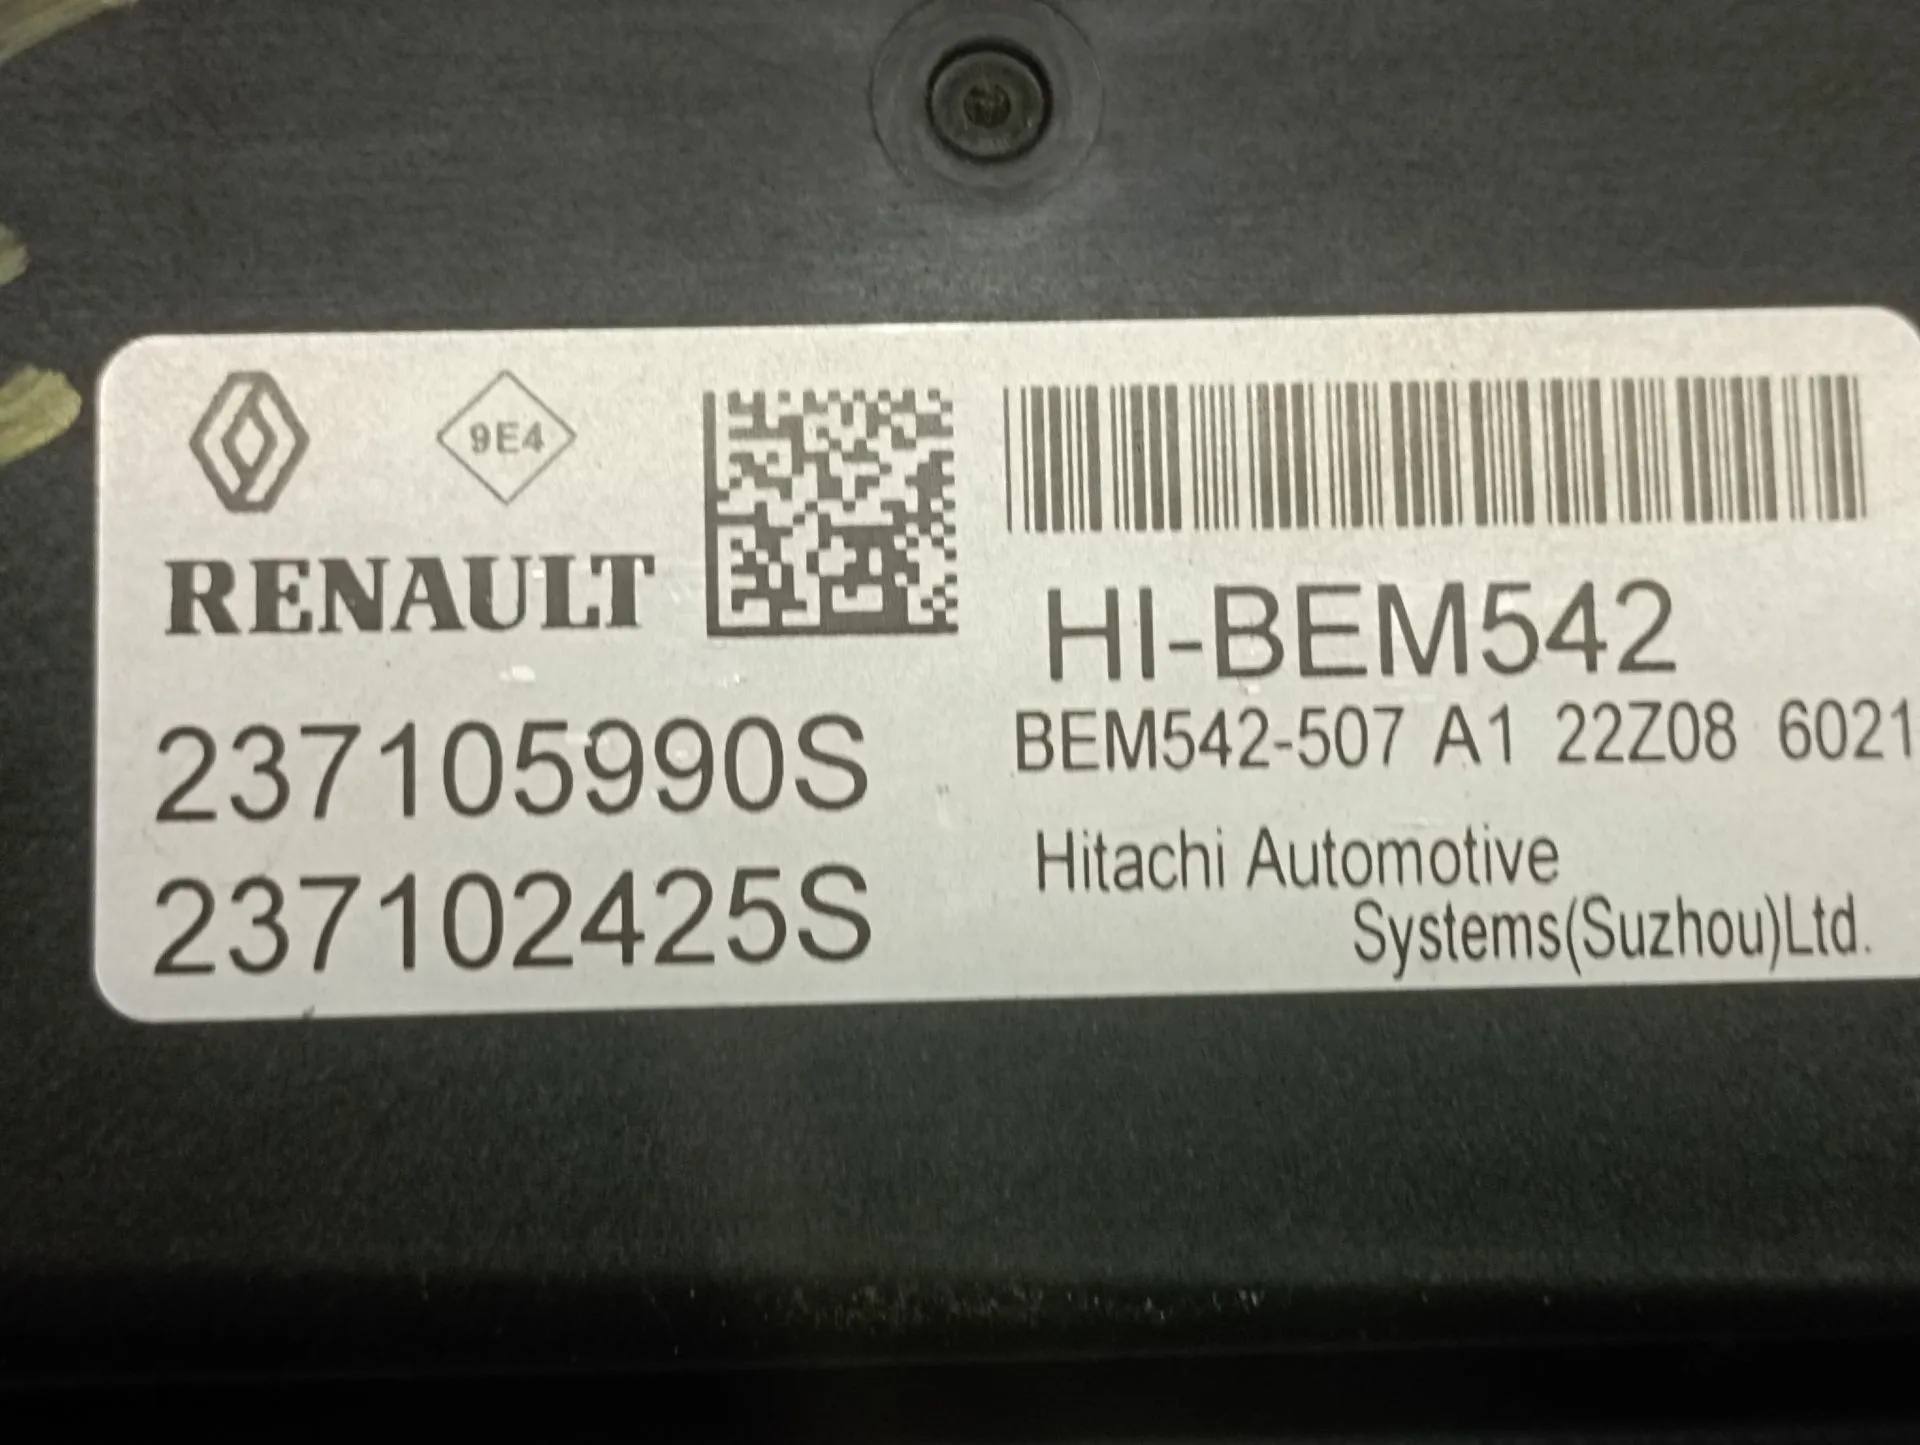 9E4
RENAULT
237105990S
237102425S
HI-BEM542
BEM542-507 A1 22Z08 6021
Hitachi Automotive
Systems(Suzhou)Ltd.